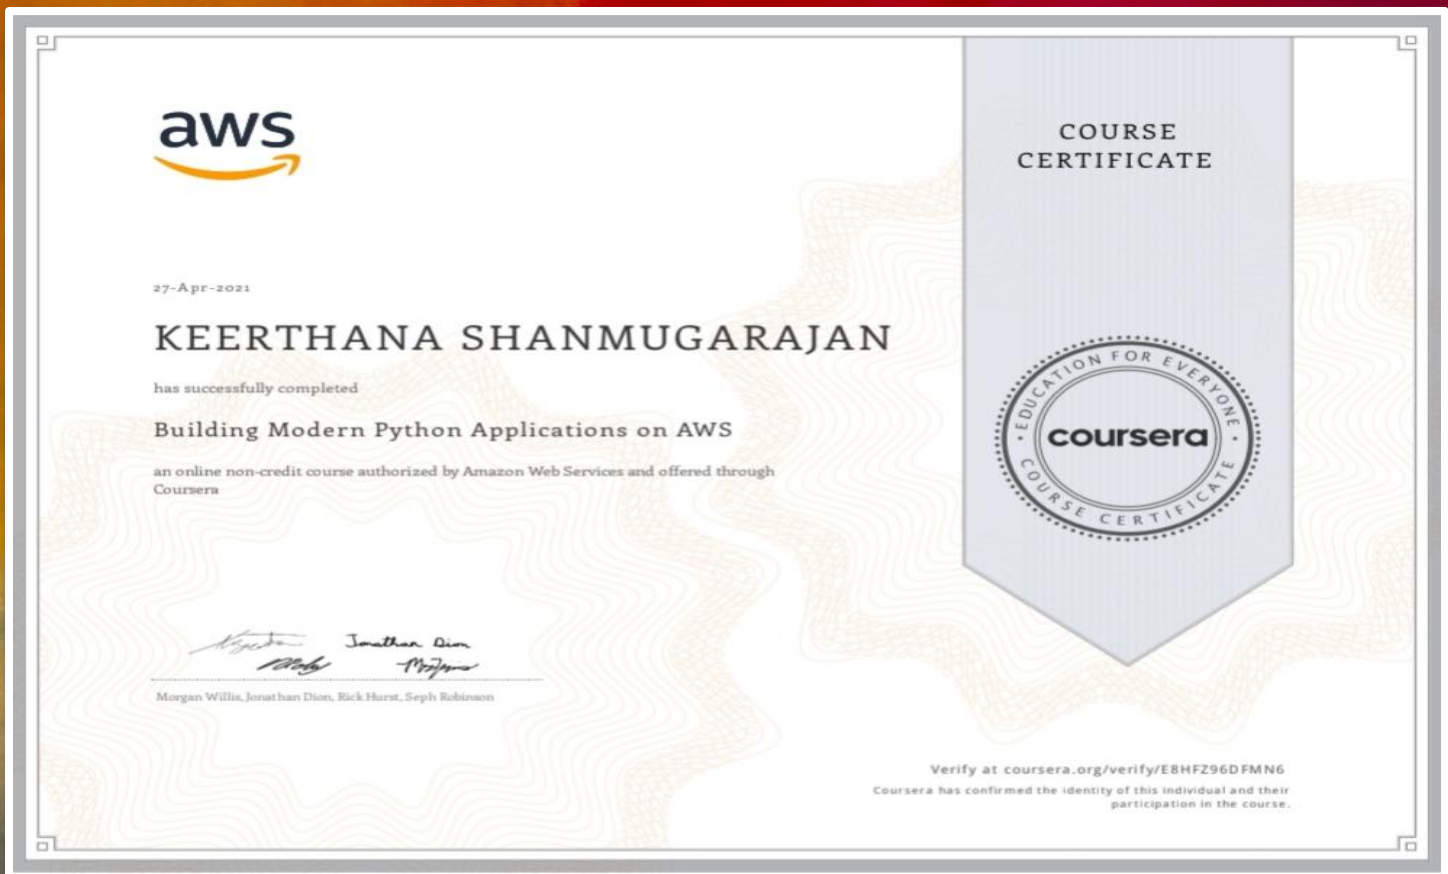 aws
COURSE
CERTIFICATE
27-Apr-2021
KEERTHANA SHANMUGARAJAN
has successfully completed
Building Modern Python Applications on AWS
an online non-credit course authorized by Amazon Web Services and offered through
Coursera
EDUCATION FOR EVERYONE
coursera
COURSE CERTIFICATE
Jonathan Dion
Morgan Willis, Jonathan Dion, Rick Hurst, Seph Robinson
Verify at coursera.org/verify/E8HFZ96DFMN6
Coursera has confirmed the identity of this individual and their
participation in the course.